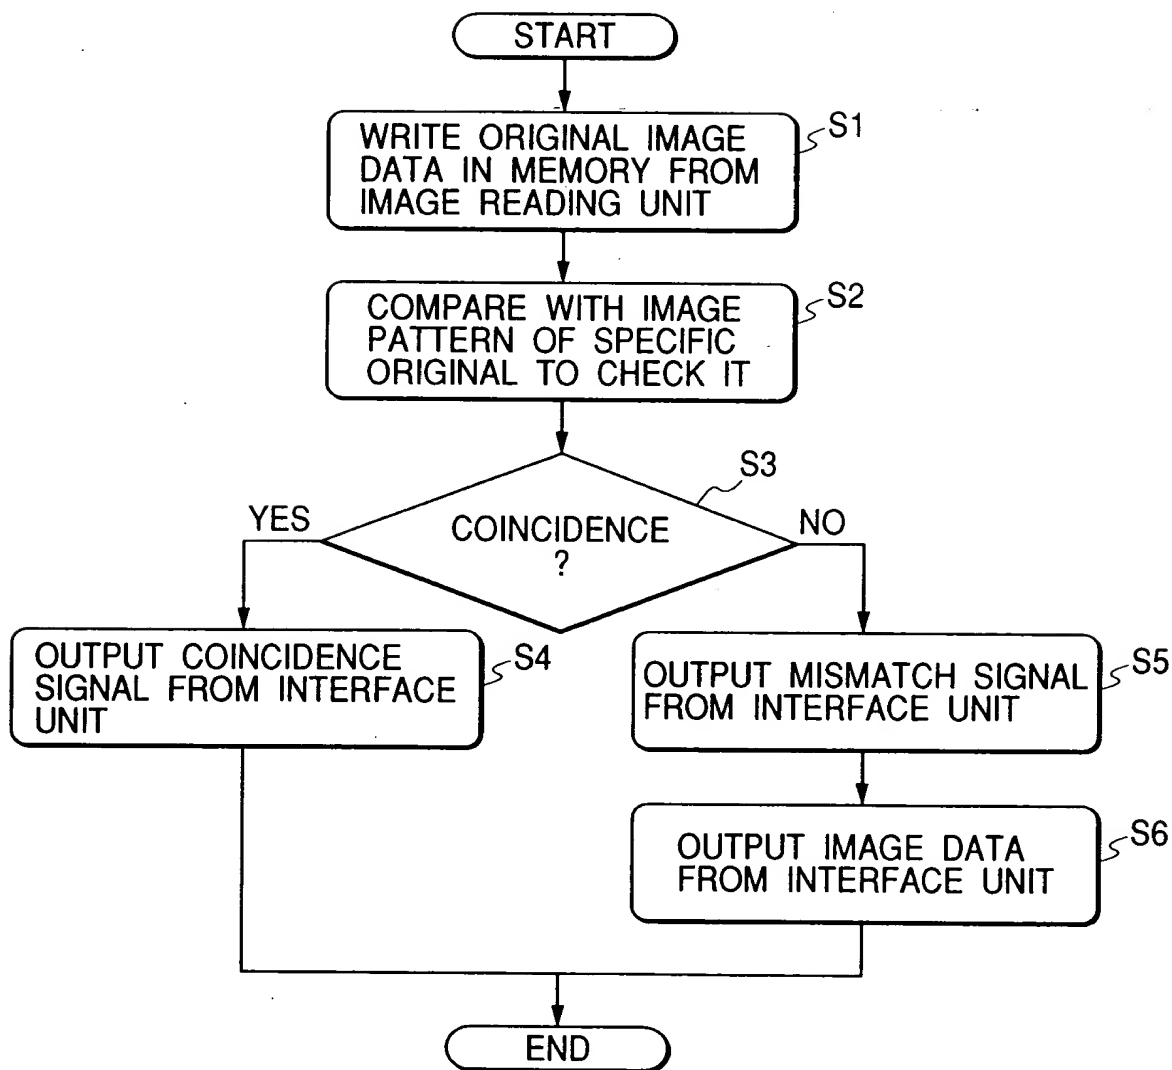 START
WRITE ORIGINAL IMAGE
DATA IN MEMORY FROM
IMAGE READING UNIT
S1
COMPARE WITH IMAGE
PATTERN OF SPECIFIC
ORIGINAL TO CHECK IT
S2
S3
YES
COINCIDENCE
?
NO
OUTPUT COINCIDENCE
SIGNAL FROM INTERFACE
UNIT
S4
OUTPUT MISMATCH SIGNAL
FROM INTERFACE UNIT
S5
OUTPUT IMAGE DATA
FROM INTERFACE UNIT
S6
END